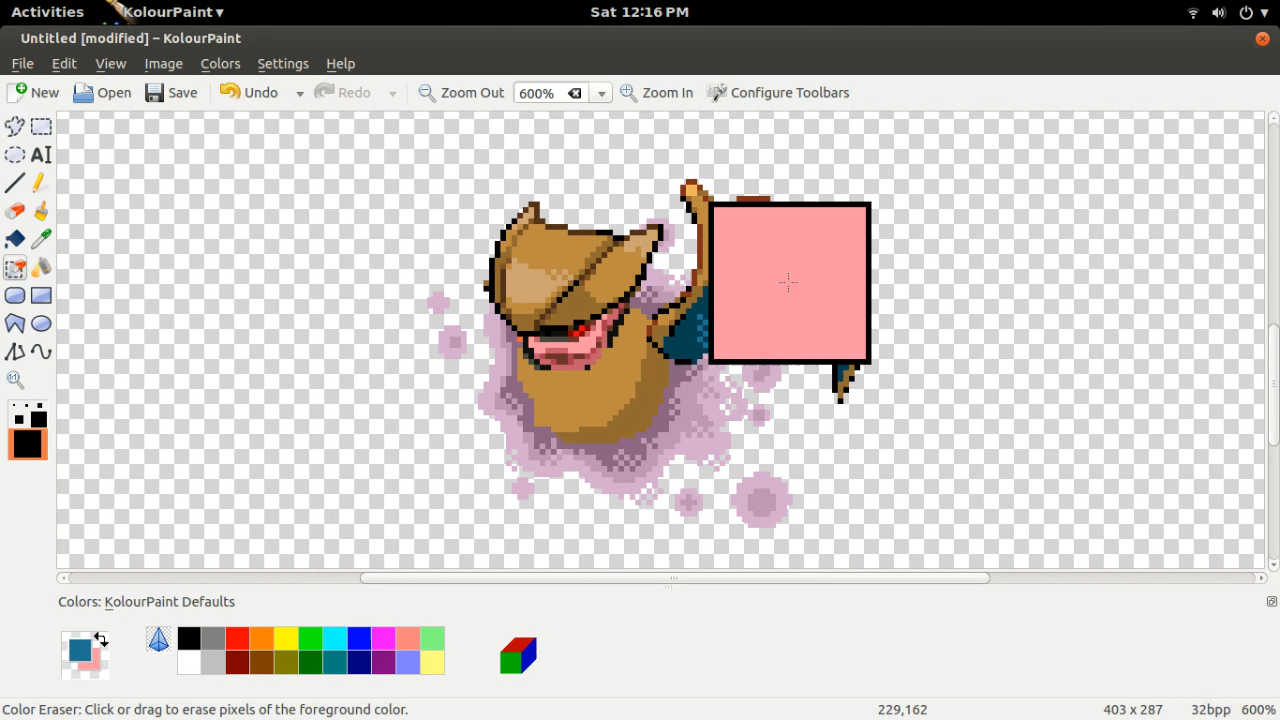 Activities KolourPaint ▾ Sat 12:16 PM
Untitled [modified] – KolourPaint
File Edit View Image Colors Settings Help
New Open Save Undo Redo Zoom Out 600% Zoom In Configure Toolbars
AI
Colors: KolourPaint Defaults
Color Eraser: Click or drag to erase pixels of the foreground color. 229,162 403 x 287 32bpp 600%